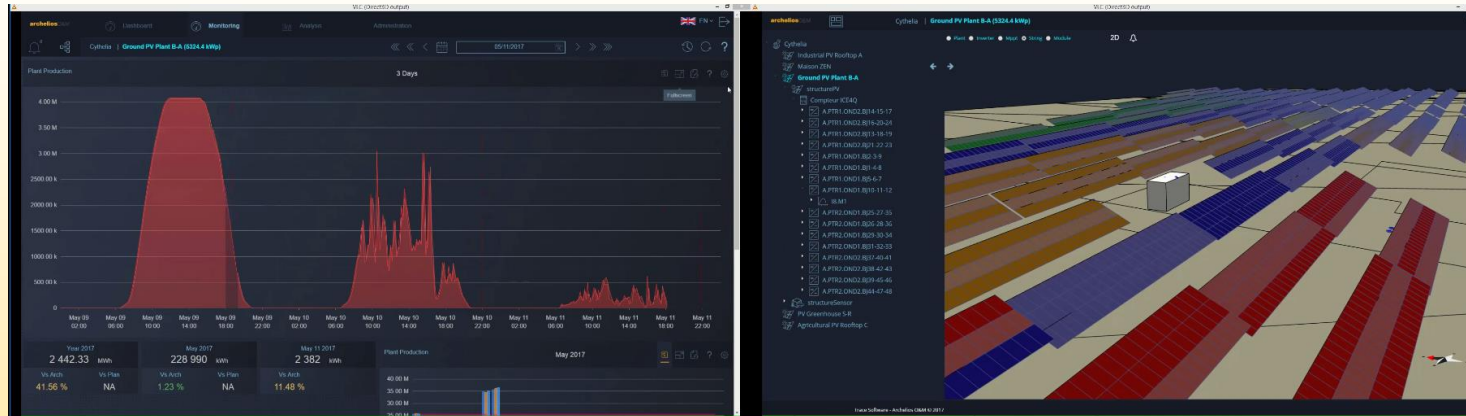 VLC (Direct3D output)
archelios O&M
Dashboard
Monitoring
Analysis
Administration
EN
Cythelia | Ground PV Plant B-A (5324.4 kWp)
05/11/2017
Plant Production
3 Days
Fullscreen
4.00 M
3.50 M
3.00 M
2500.00 k
2000.00 k
1500.00 k
1000.00 k
500.00 k
0
May 09 02:00
May 09 06:00
May 09 10:00
May 09 14:00
May 09 18:00
May 09 22:00
May 10 02:00
May 10 06:00
May 10 10:00
May 10 14:00
May 10 18:00
May 10 22:00
May 11 02:00
May 11 06:00
May 11 10:00
May 11 14:00
May 11 18:00
May 11 22:00
Year 2017
2 442.33 MWh
Vs Arch
41.56 %
Vs Plan
NA
May 2017
228 990 kWh
Vs Arch
1.23 %
Vs Plan
NA
May 11 2017
2 382 kWh
Vs Arch
11.48 %
Plant Production
May 2017
40.00 M
35.00 M
30.00 M
25.00 M
VLC (Direct3D output)
archelios O&M
Cythelia | Ground PV Plant B-A (5324.4 kWp)
Plant
Inverter
Mppt
String
Module
2D
Cythelia
Industrial PV Rooftop A
Maison ZEN
Ground PV Plant B-A
structurePV
Compteur ICE4Q
A.PTR1.OND2.BJ14-15-17
A.PTR1.OND2.BJ16-20-24
A.PTR1.OND2.BJ13-18-19
A.PTR1.OND2.BJ21-22-23
A.PTR1.OND1.BJ2-3-9
A.PTR1.OND1.BJ1-4-8
A.PTR1.OND1.BJ5-6-7
A.PTR1.OND1.BJ10-11-12
A.PTR2.OND1.BJ25-27-35
A.PTR2.OND1.BJ26-28-36
A.PTR2.OND1.BJ29-30-34
A.PTR2.OND1.BJ31-32-33
A.PTR2.OND2.BJ37-40-41
A.PTR2.OND2.BJ38-42-43
A.PTR2.OND2.BJ39-45-46
A.PTR2.OND2.BJ44-47-48
structureSensor
PV Greenhouse S-R
Agricultural PV Rooftop C
Trace Software - Archelios O&M © 2017